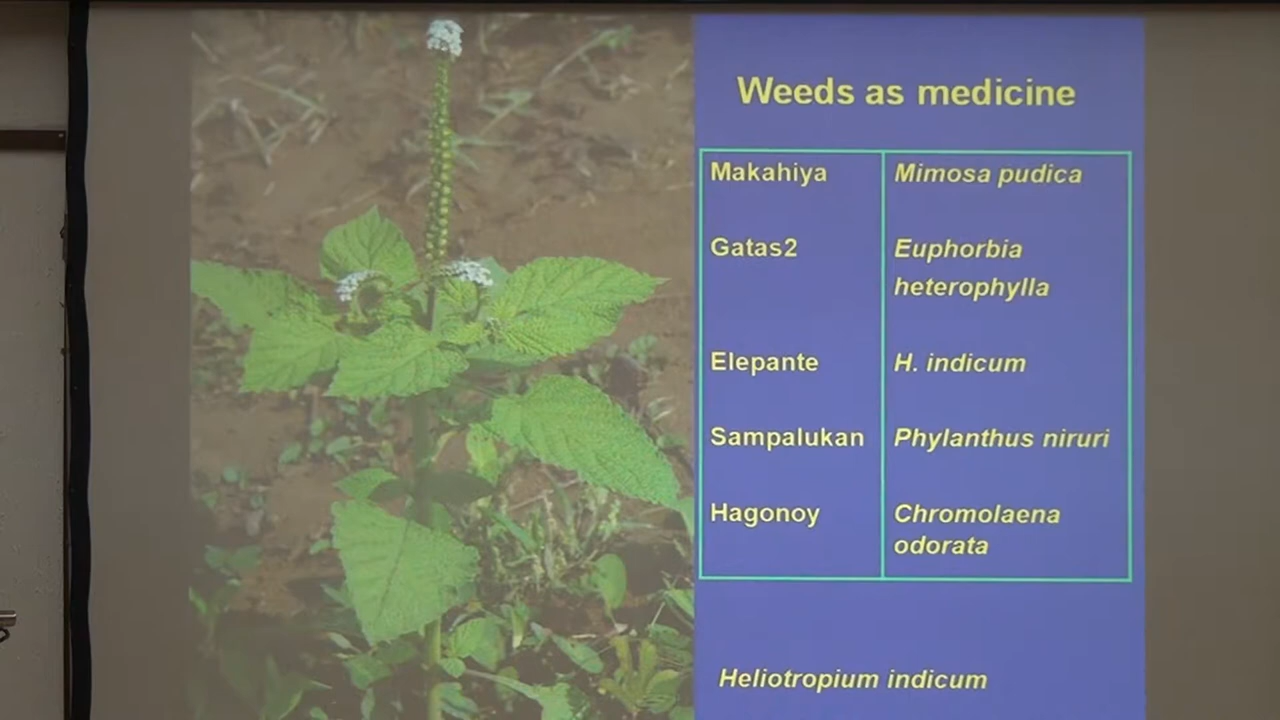 Weeds as medicine
Makahiya Mimosa pudica
Gatas2 Euphorbia
heterophylla
Elepante H. indicum
Sampalukan Phylanthus niruri
Hagonoy Chromolaena
odorata
Heliotropium indicum